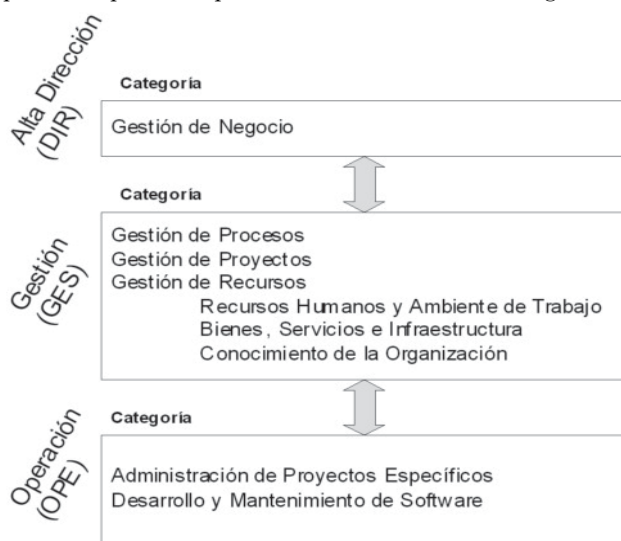 Alta Dirección
(DIR)
Categoría
Gestión de Negocio
Gestión
(GES)
Categoría
Gestión de Procesos
Gestión de Proyectos
Gestión de Recursos
Recursos Humanos y Ambiente de Trabajo
Bienes, Servicios e Infraestructura
Conocimiento de la Organización
Operación
(OPE)
Categoría
Administración de Proyectos Específicos
Desarrollo y Mantenimiento de Software